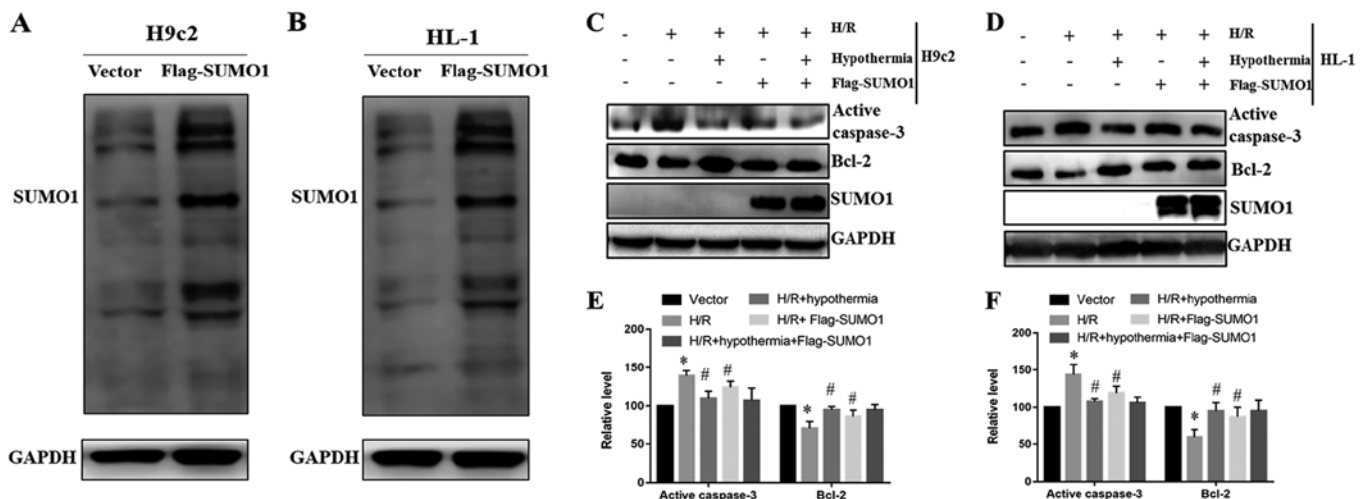 A
H9c2
Vector Flag-SUMO1
SUMO1
GAPDH
B
HL-1
Vector Flag-SUMO1
SUMO1
GAPDH
C
- + + + + H/R
- - + - + Hypothermia
- - - + + Flag-SUMO1
H9c2
Active
caspase-3
Bcl-2
SUMO1
GAPDH
D
- + + + + H/R
- - + - + Hypothermia
- - - + + Flag-SUMO1
HL-1
Active
caspase-3
Bcl-2
SUMO1
GAPDH
E
Vector H/R+hypothermia
H/R H/R+ Flag-SUMO1
H/R+hypothermia+Flag-SUMO1
Relative level
200
150
100
50
0
* # # * # #
Active caspase-3 Bcl-2
F
Vector H/R+hypothermia
H/R H/R+Flag-SUMO1
H/R+hypothermia+Flag-SUMO1
Relative level
200
150
100
50
0
* # # * # #
Active caspase-3 Bcl-2